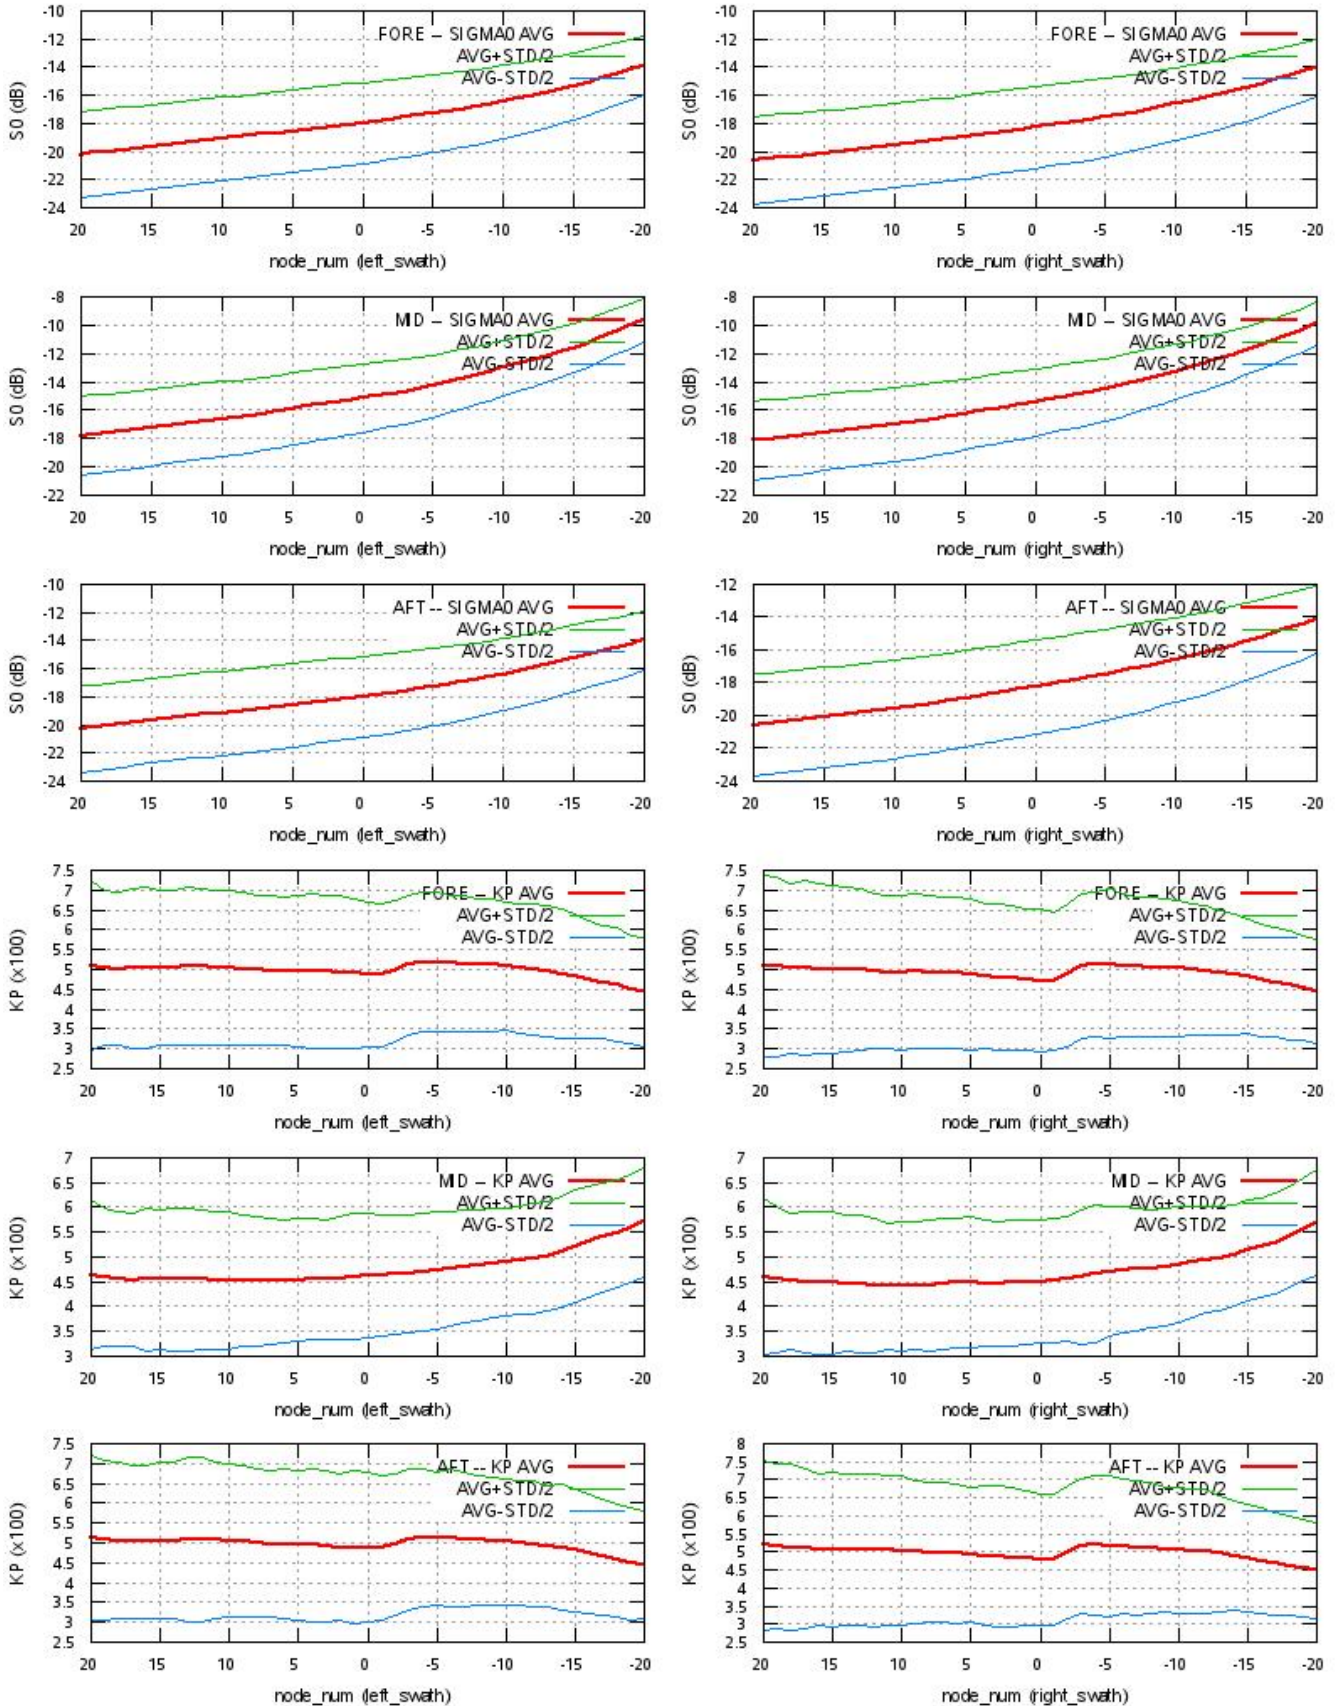 -10
-12
-14
-16
-18
-20
-22
-24
S0 (dB)
FORE -- SIGMA0 AVG
AVG+STD/2
AVG-STD/2
20 15 10 5 0 -5 -10 -15 -20
node_num (left_swath)
-10
-12
-14
-16
-18
-20
-22
-24
S0 (dB)
FORE -- SIGMA0 AVG
AVG+STD/2
AVG-STD/2
20 15 10 5 0 -5 -10 -15 -20
node_num (right_swath)
-8
-10
-12
-14
-16
-18
-20
-22
S0 (dB)
MID -- SIGMA0 AVG
AVG+STD/2
AVG-STD/2
20 15 10 5 0 -5 -10 -15 -20
node_num (left_swath)
-8
-10
-12
-14
-16
-18
-20
-22
S0 (dB)
MID -- SIGMA0 AVG
AVG+STD/2
AVG-STD/2
20 15 10 5 0 -5 -10 -15 -20
node_num (right_swath)
-10
-12
-14
-16
-18
-20
-22
-24
S0 (dB)
AFT -- SIGMA0 AVG
AVG+STD/2
AVG-STD/2
20 15 10 5 0 -5 -10 -15 -20
node_num (left_swath)
-12
-14
-16
-18
-20
-22
-24
S0 (dB)
AFT -- SIGMA0 AVG
AVG+STD/2
AVG-STD/2
20 15 10 5 0 -5 -10 -15 -20
node_num (right_swath)
7.5
7
6.5
6
5.5
5
4.5
4
3.5
3
2.5
KP (x100)
FORE -- KP AVG
AVG+STD/2
AVG-STD/2
20 15 10 5 0 -5 -10 -15 -20
node_num (left_swath)
7.5
7
6.5
6
5.5
5
4.5
4
3.5
3
2.5
KP (x100)
FORE -- KP AVG
AVG+STD/2
AVG-STD/2
20 15 10 5 0 -5 -10 -15 -20
node_num (right_swath)
7
6.5
6
5.5
5
4.5
4
3.5
3
KP (x100)
MID -- KP AVG
AVG+STD/2
AVG-STD/2
20 15 10 5 0 -5 -10 -15 -20
node_num (left_swath)
7
6.5
6
5.5
5
4.5
4
3.5
3
KP (x100)
MID -- KP AVG
AVG+STD/2
AVG-STD/2
20 15 10 5 0 -5 -10 -15 -20
node_num (right_swath)
7.5
7
6.5
6
5.5
5
4.5
4
3.5
3
2.5
KP (x100)
AFT -- KP AVG
AVG+STD/2
AVG-STD/2
20 15 10 5 0 -5 -10 -15 -20
node_num (left_swath)
8
7.5
7
6.5
6
5.5
5
4.5
4
3.5
3
2.5
KP (x100)
AFT -- KP AVG
AVG+STD/2
AVG-STD/2
20 15 10 5 0 -5 -10 -15 -20
node_num (right_swath)